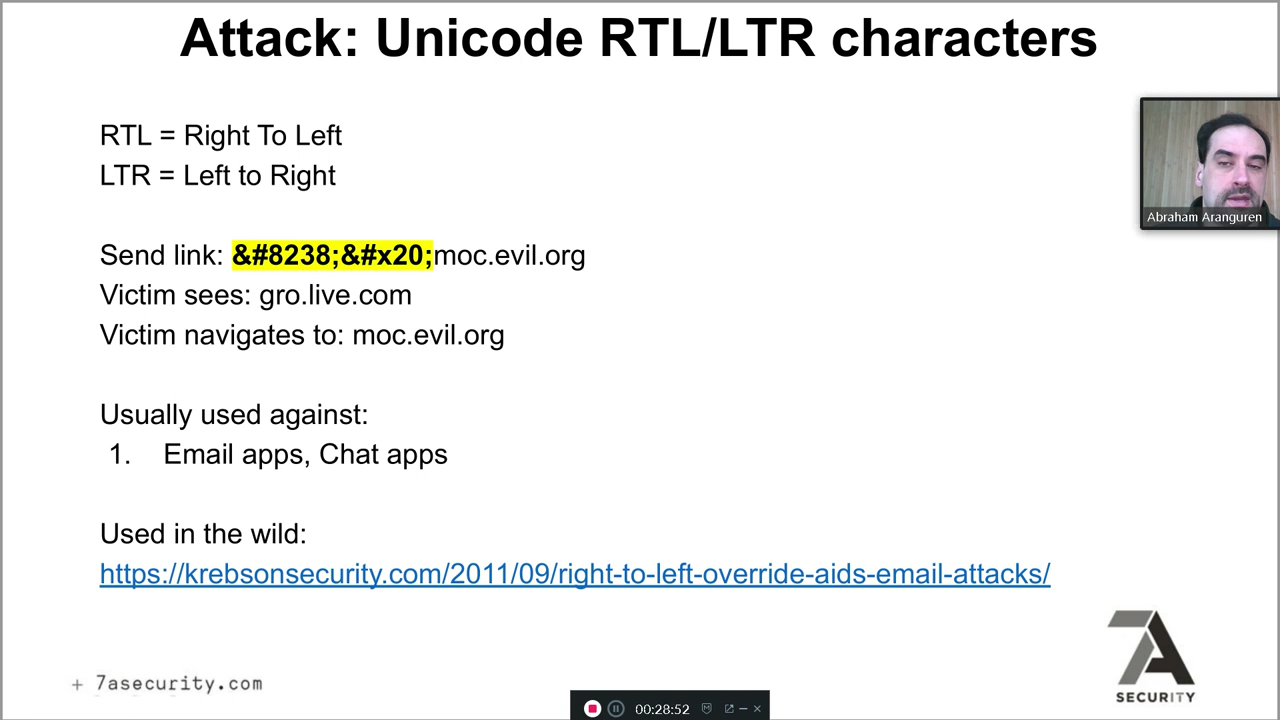 Attack: Unicode RTL/LTR characters
RTL = Right To Left
LTR = Left to Right
Send link: &#8238;&#x20;moc.evil.org
Victim sees: gro.live.com
Victim navigates to: moc.evil.org
Usually used against:
1. Email apps, Chat apps
Used in the wild:
https://krebsonsecurity.com/2011/09/right-to-left-override-aids-email-attacks/
Abraham Aranguren
+ 7asecurity.com
7A
SECURITY
00:28:52